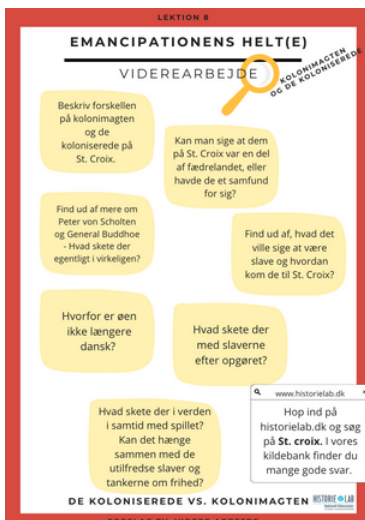 LEKTION 8
EMANCIPATIONENS HELT(E)
VIDEREARBEJDE
KOLONIMAGTEN
OG DE KOLONISEREDE
Beskriv forskellen
på kolonimagten
og de
koloniserede på
St. Croix.
Kan man sige at dem
på St. Croix var en del
af fædrelandet, eller
havde de et samfund
for sig?
Find ud af mere om
Peter von Scholten
og General Buddhoe
- Hvad skete der
egentligt i virkeligen?
Find ud af, hvad det
ville sige at være
slave og hvordan
kom de til St. Croix?
Hvorfor er øen
ikke længere
dansk?
Hvad skete der
med slaverne
efter opgøret?
Hvad skete der i verden
i samtid med spillet?
Kan det hænge
sammen med de
utilfredse slaver og
tankerne om frihed?
www.historielab.dk
Hop ind på
historielab.dk og søg
på St. croix. I vores
kildebank finder du
mange gode svar.
DE KOLONISEREDE VS. KOLONIMAGTEN
HISTORIE LAB